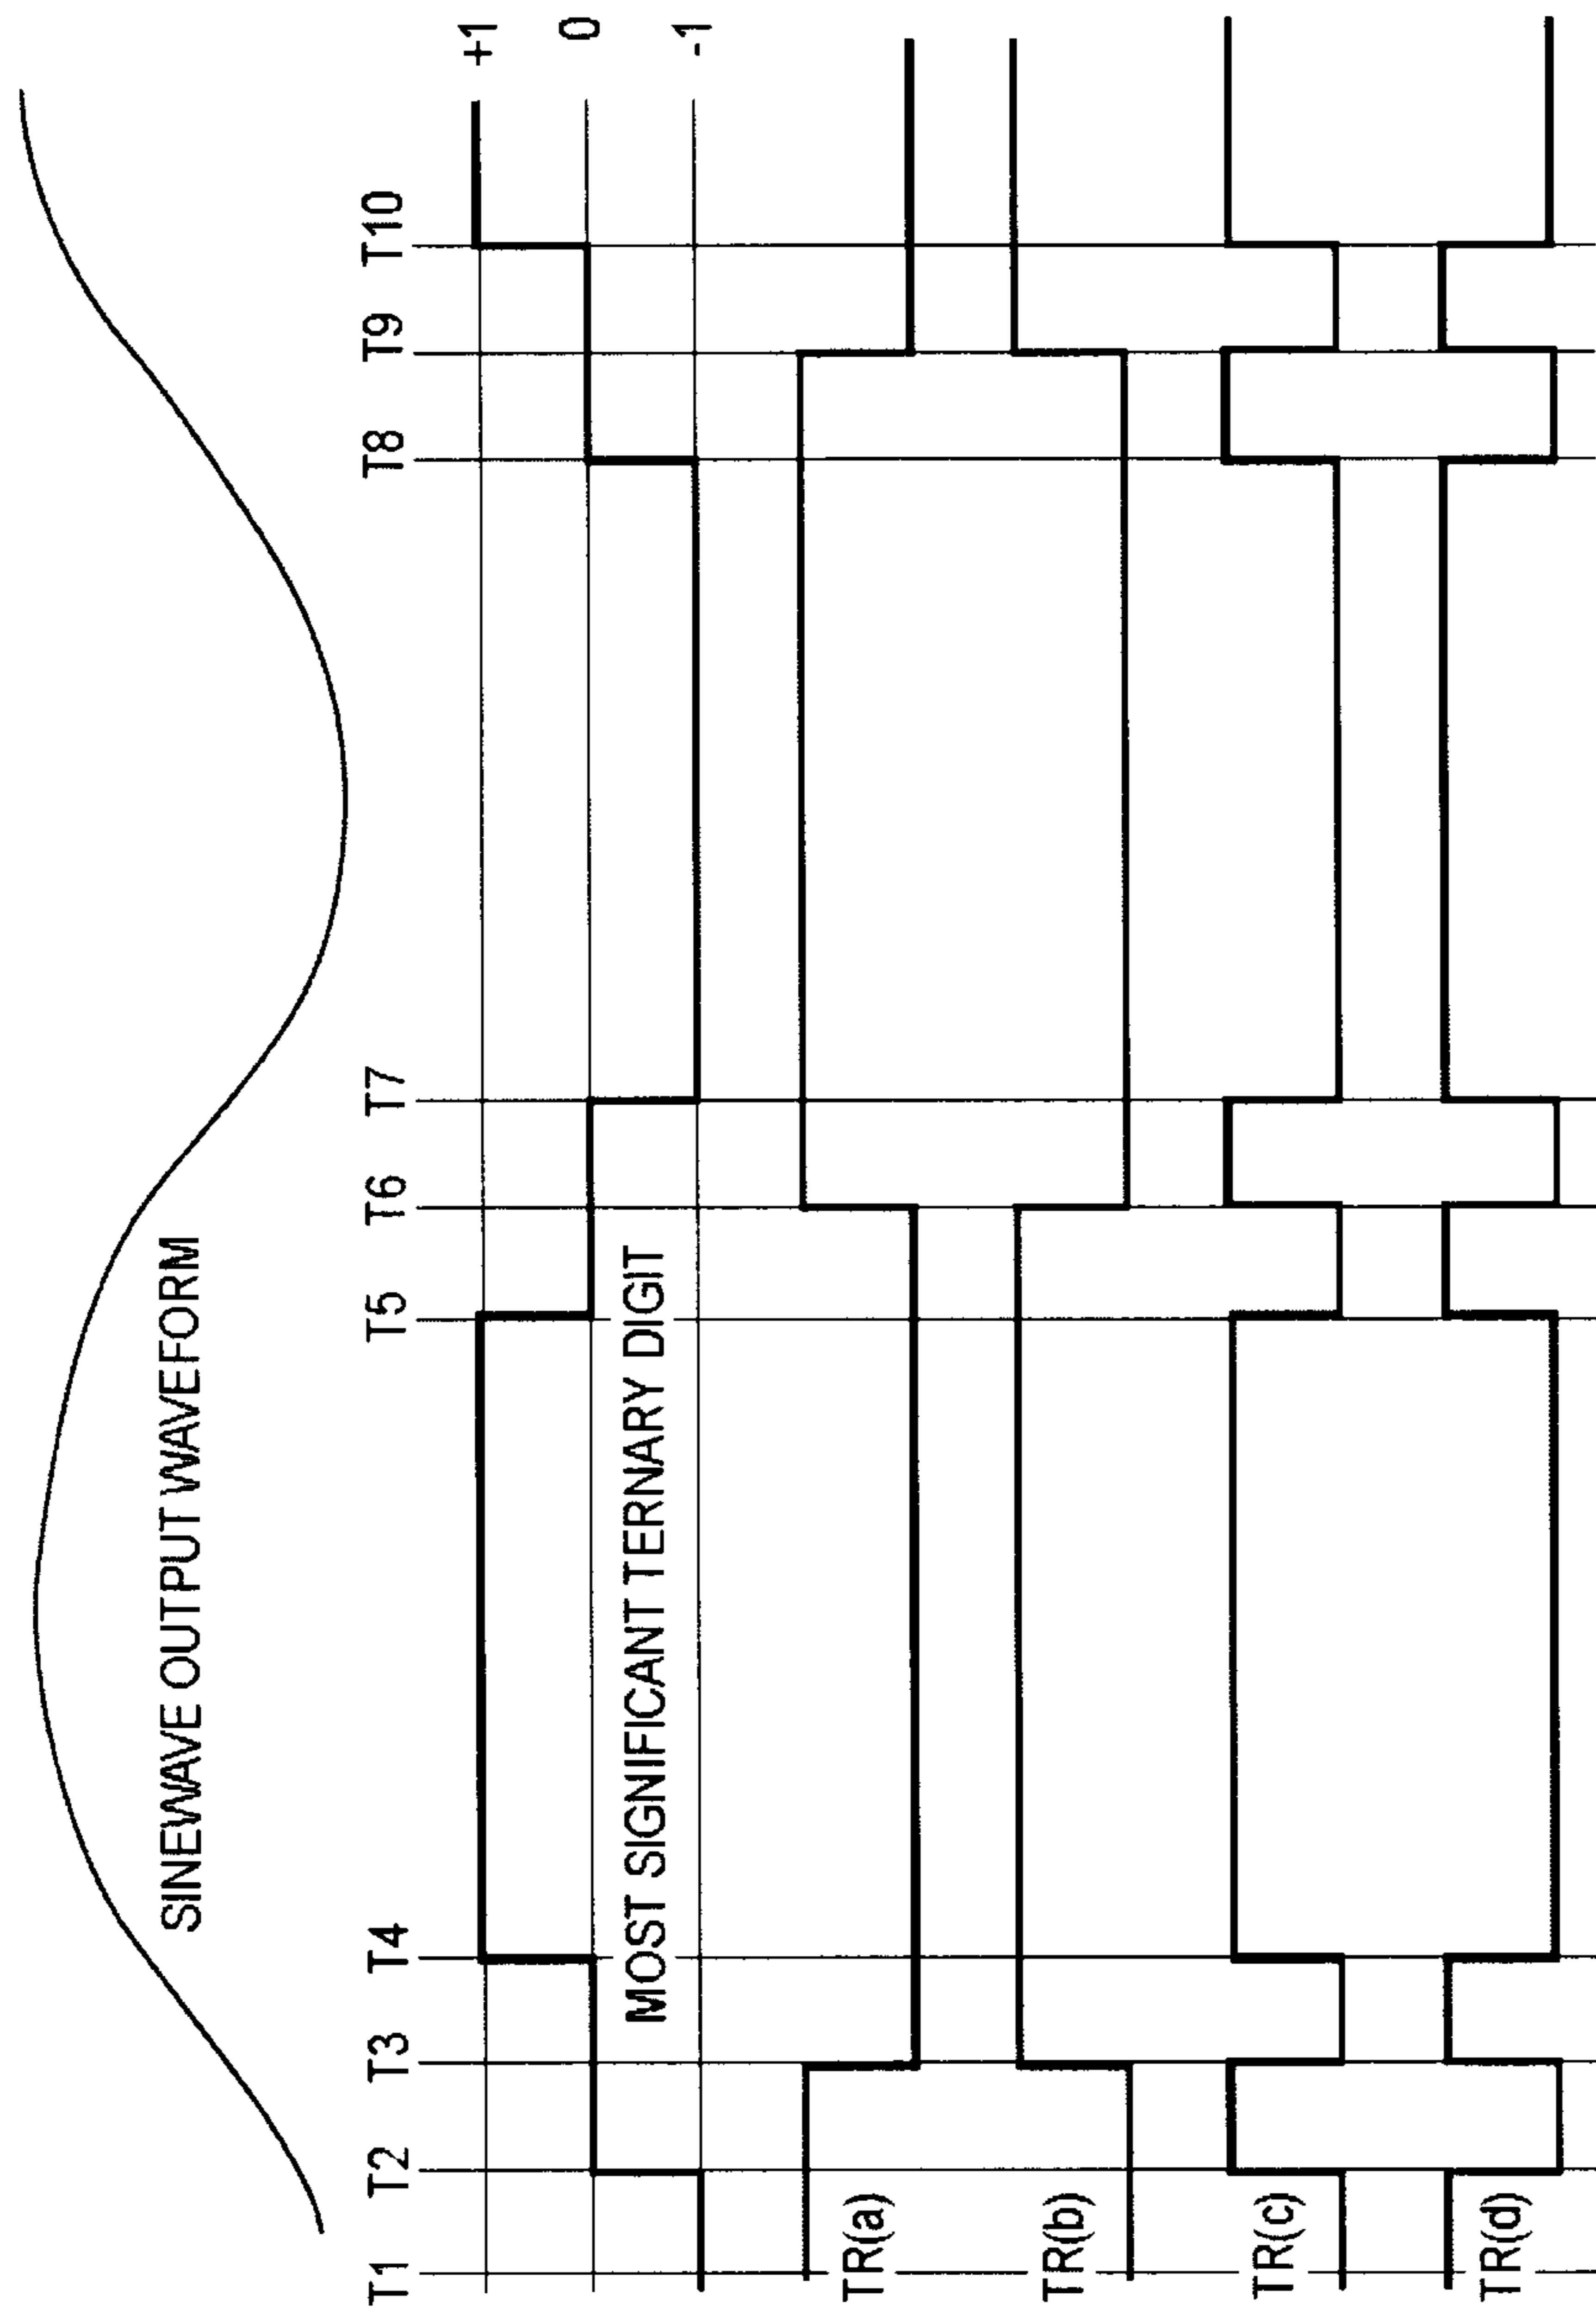 SINEWAVE OUTPUT WAVEFORM
T1 T2 T3 T4 T5 T6 T7 T8 T9 T10
+1
0
MOST SIGNIFICANT TERNARY DIGIT
-1
TR(a)
TR(b)
TR(c)
TR(d)